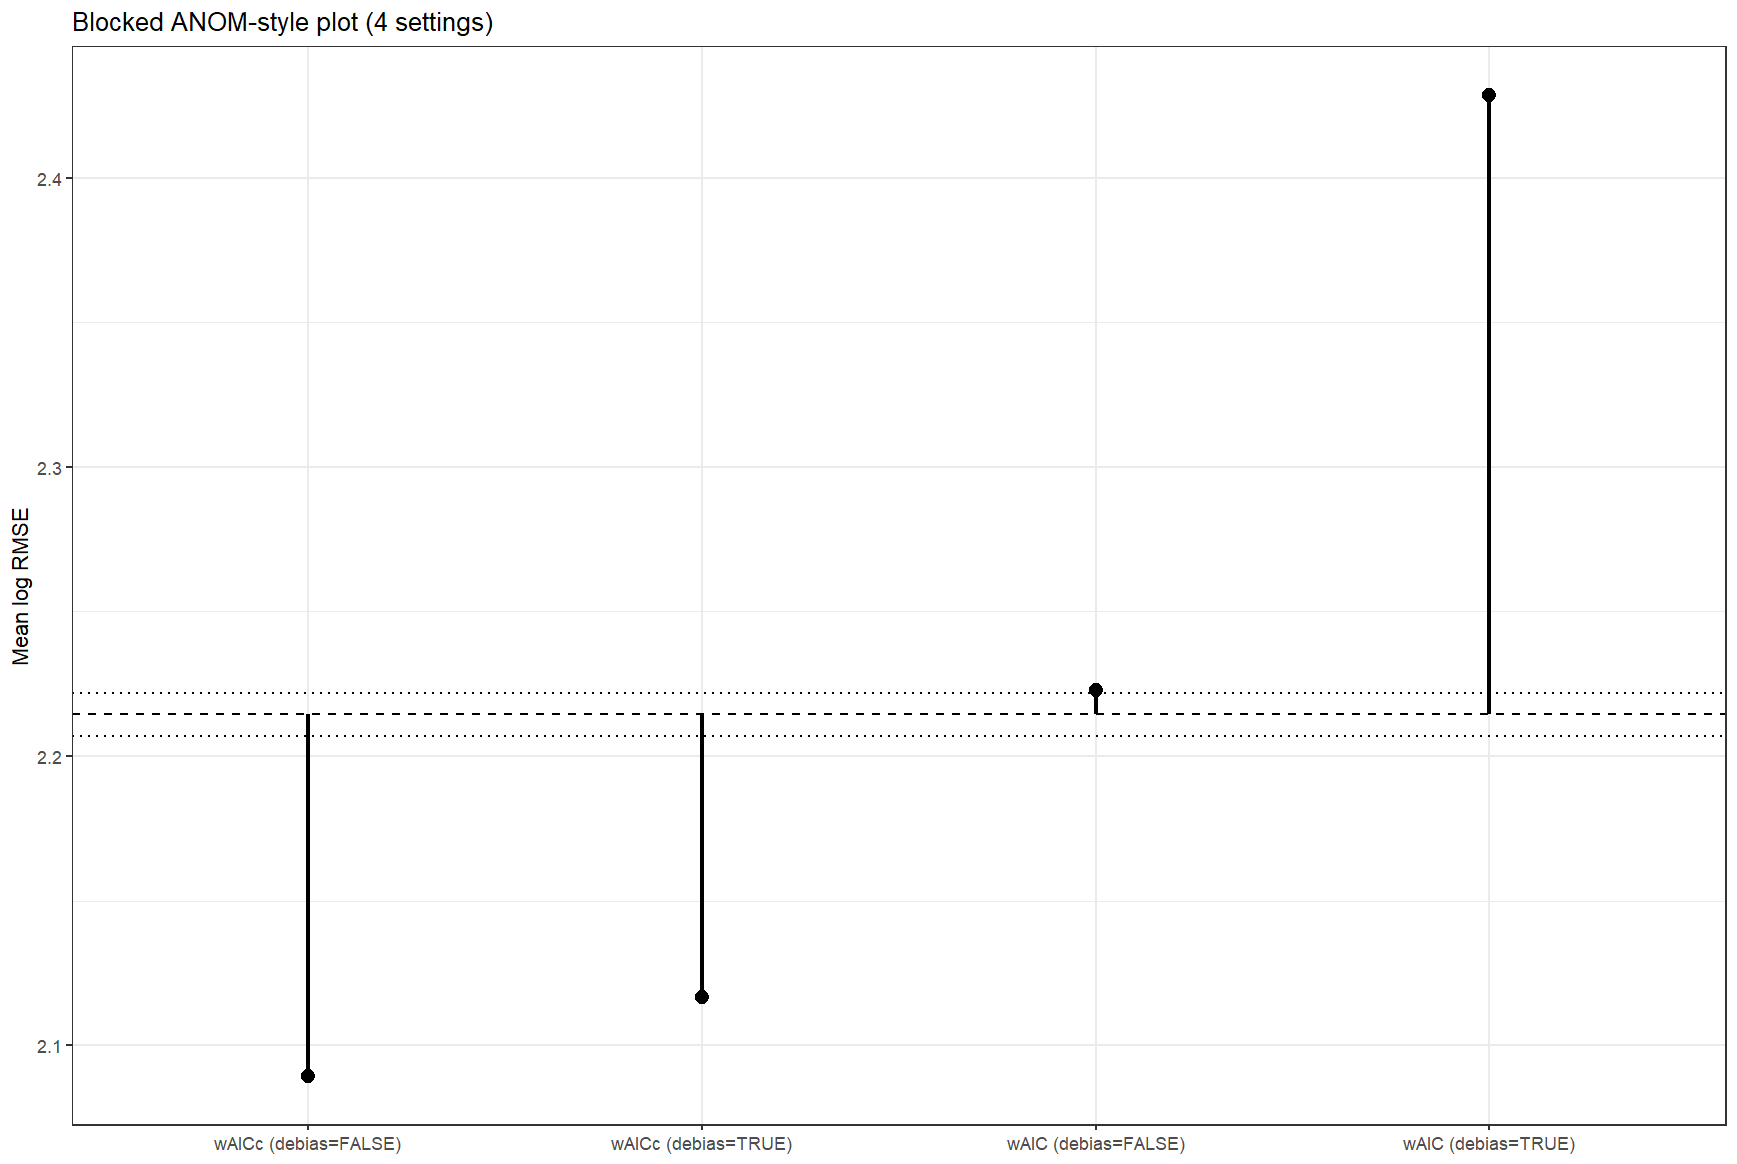 Blocked ANOM-style plot (4 settings)
Mean log RMSE
2.4
2.3
2.2
2.1
wAICc (debias=FALSE)
wAICc (debias=TRUE)
wAIC (debias=FALSE)
wAIC (debias=TRUE)